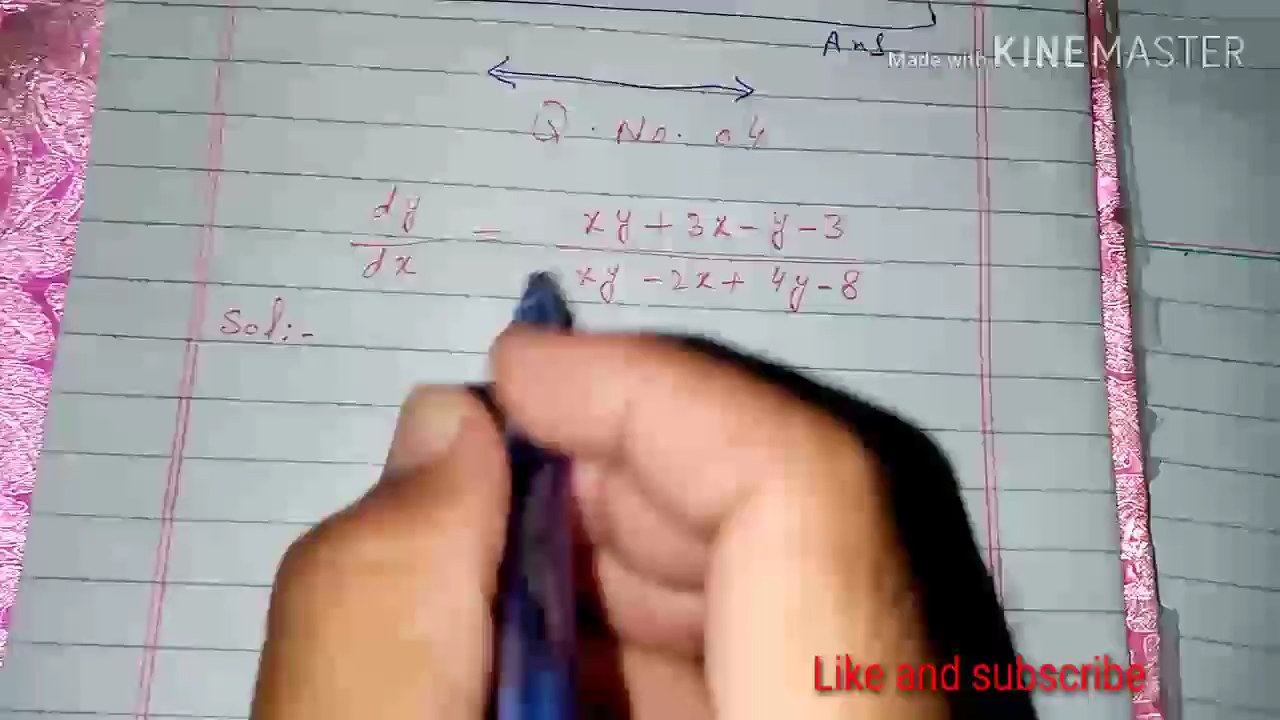 Ans
Made with KINEMASTER
Q. No. 04
dy/dx = xy + 3x - y - 3 / xy - 2x + 4y - 8
Sol:-
Like and subscribe